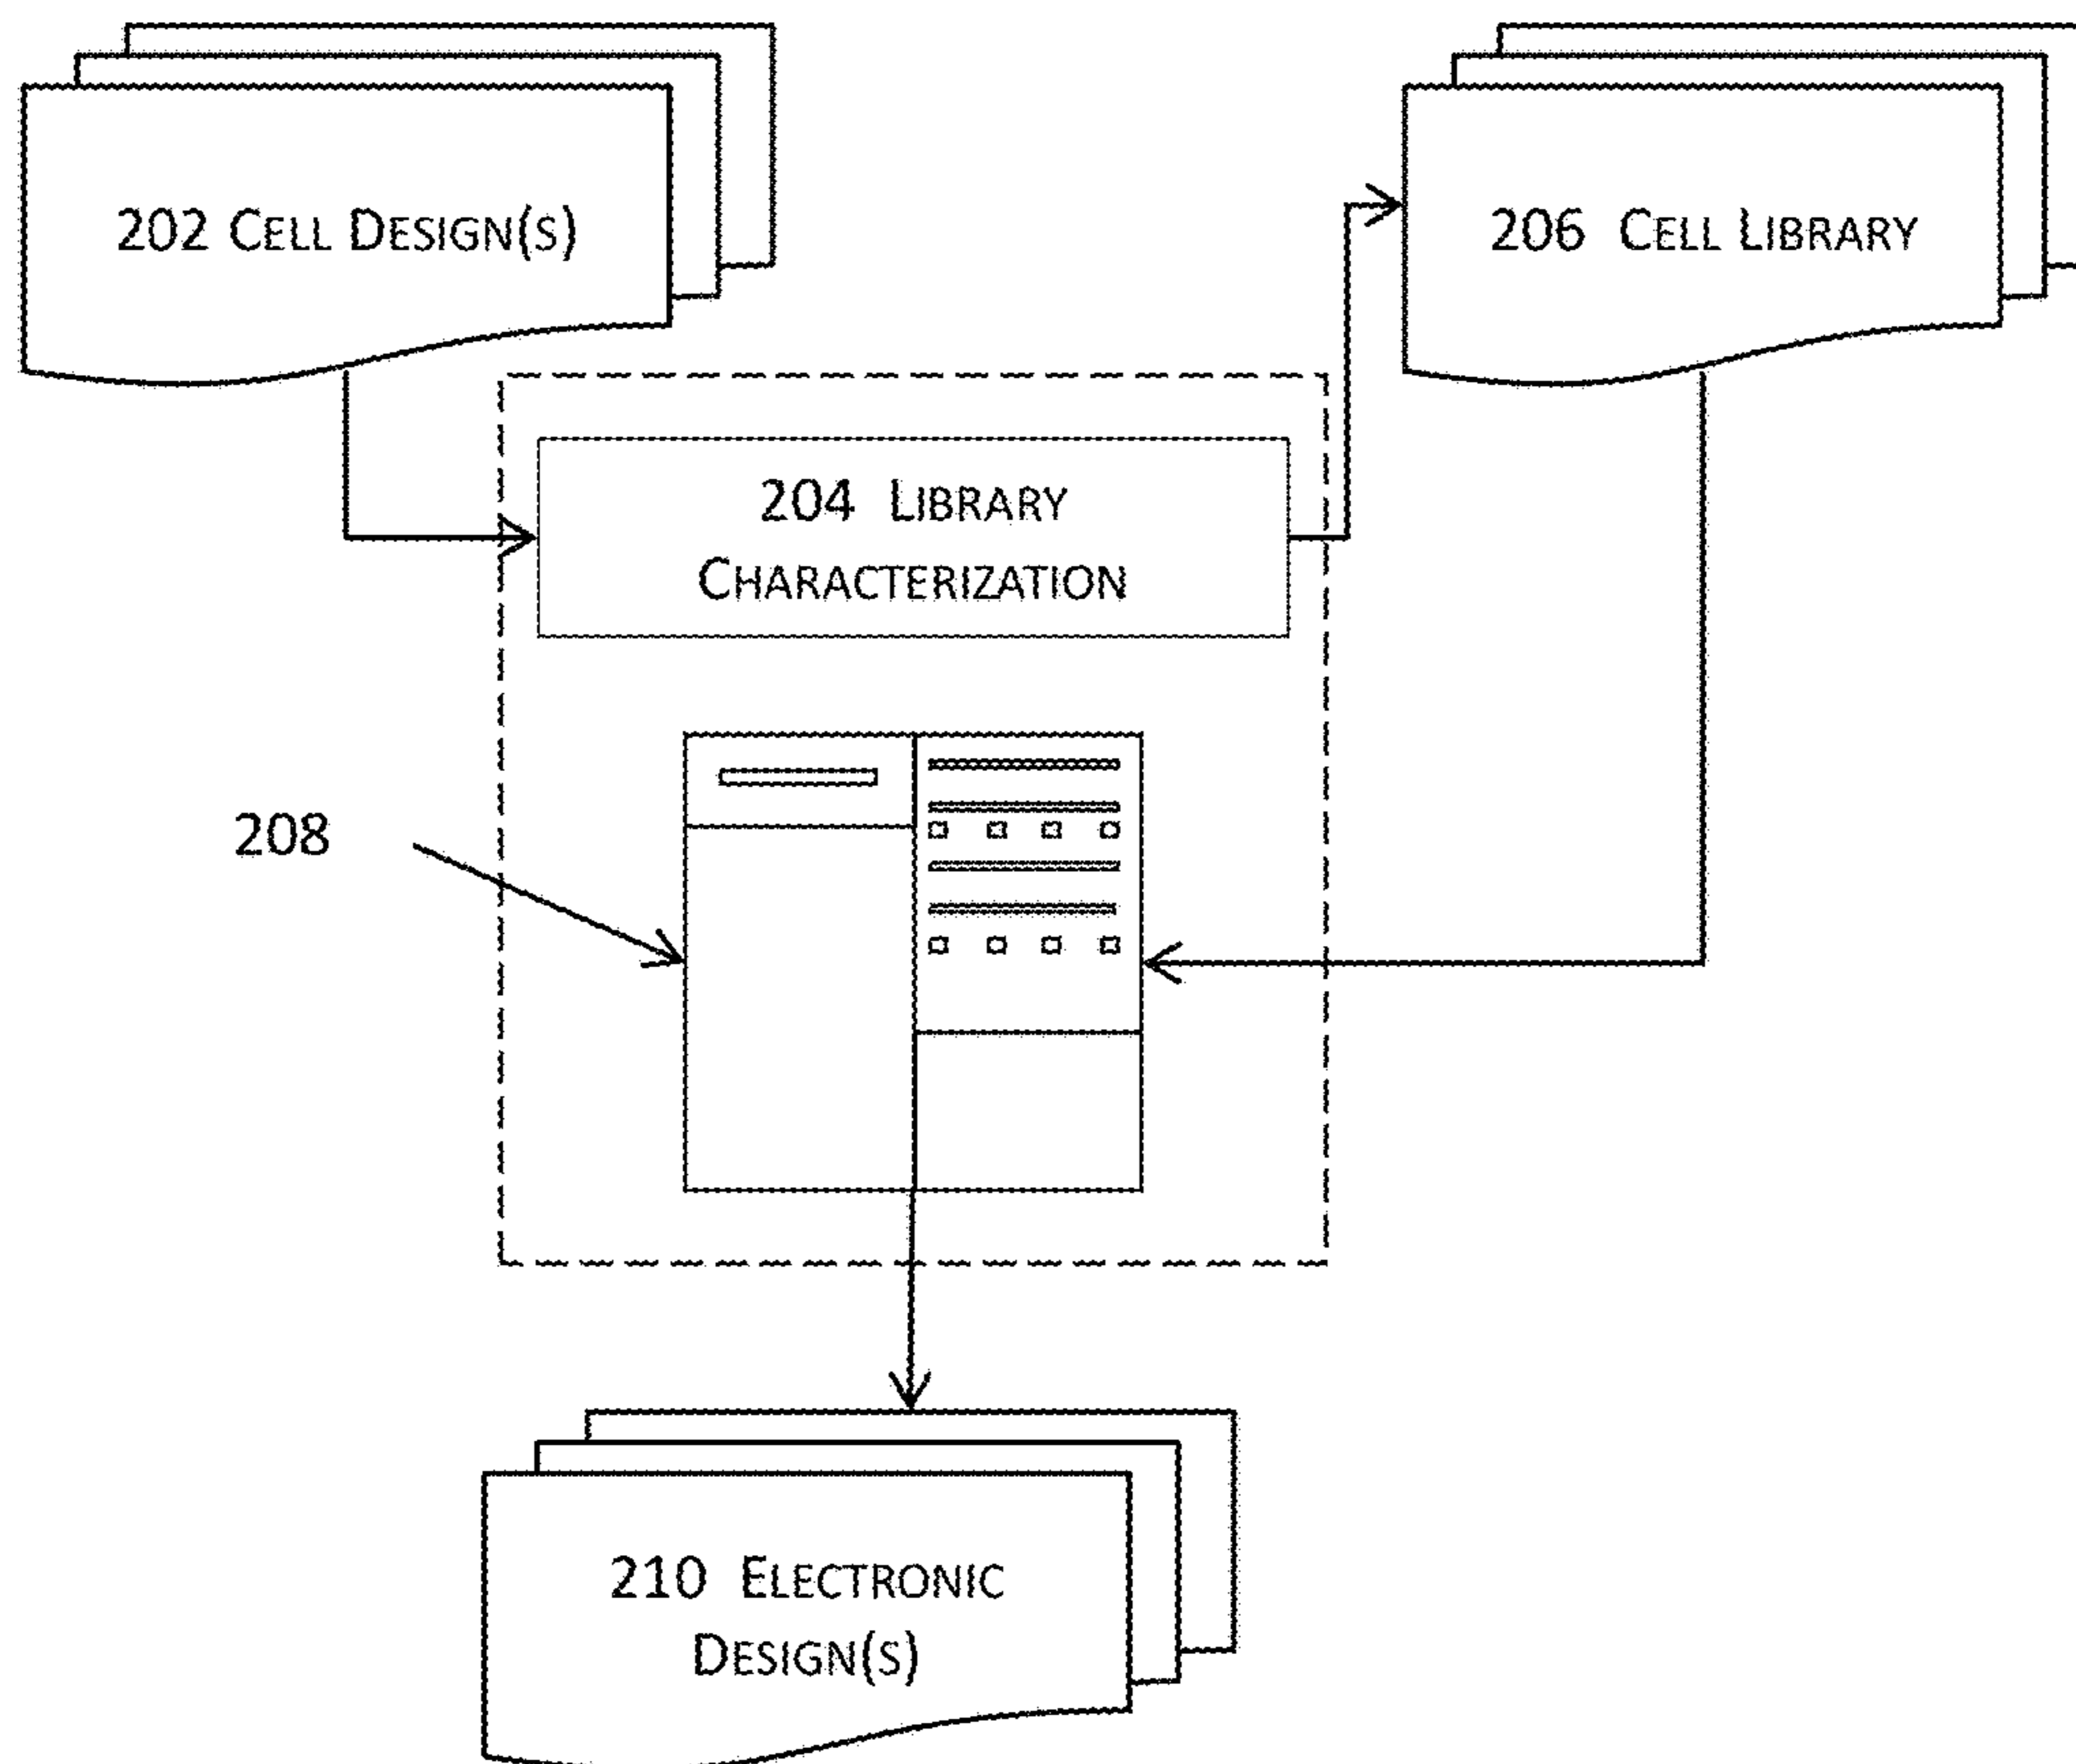 202 CELL DESIGN(S)
206 CELL LIBRARY
204 LIBRARY
CHARACTERIZATION
208
210 ELECTRONIC
DESIGN(S)